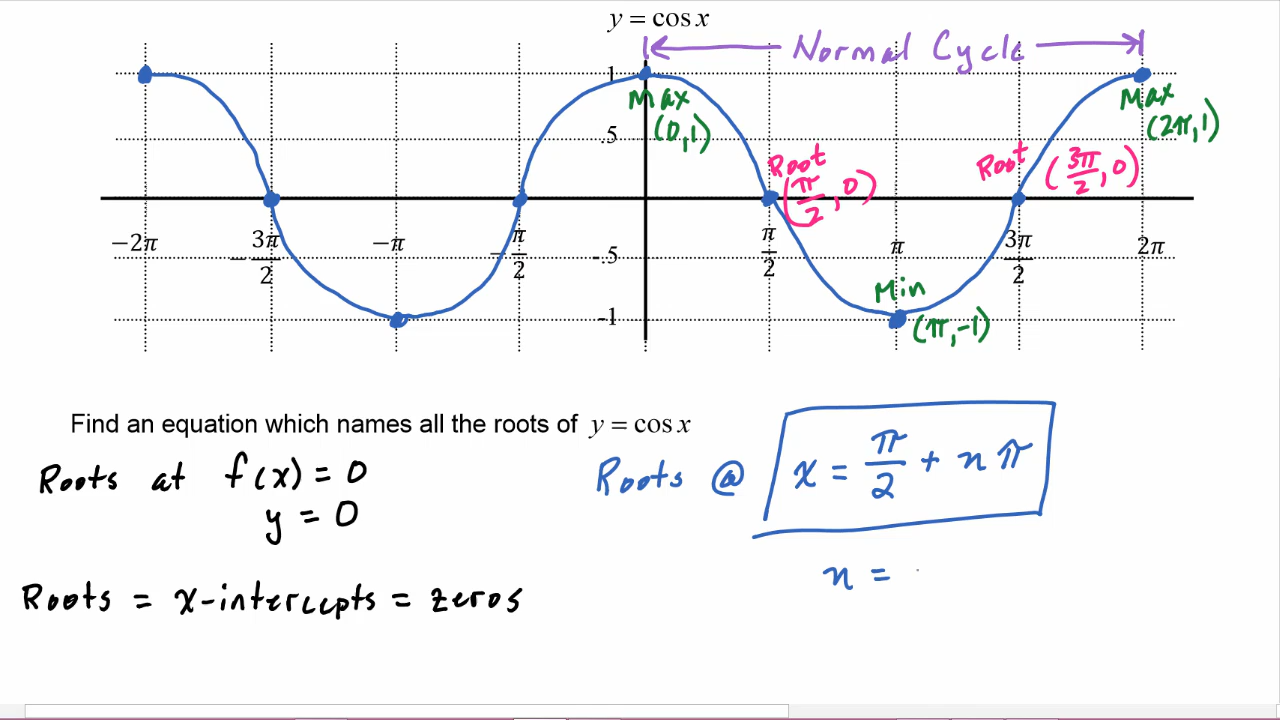 y = cos x
Normal Cycle
1
Max
(0,1)
Max
(2π,1)
.5
Root
(π/2, 0)
Root
(3π/2, 0)
−2π
−3π/2
−π
−π/2
π/2
π
3π/2
2π
-.5
Min
(π,-1)
-1
Find an equation which names all the roots of y = cos x
Roots at f(x) = 0
y = 0
Roots @ x = π/2 + nπ
n =
Roots = x-intercepts = zeros